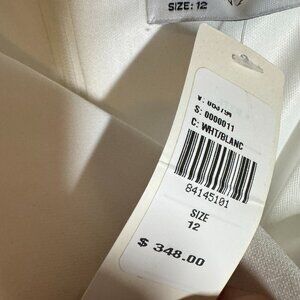 SIZE: 12
S: 0000011
C: WHT/BLANC
84145101
SIZE
12
$ 348.00